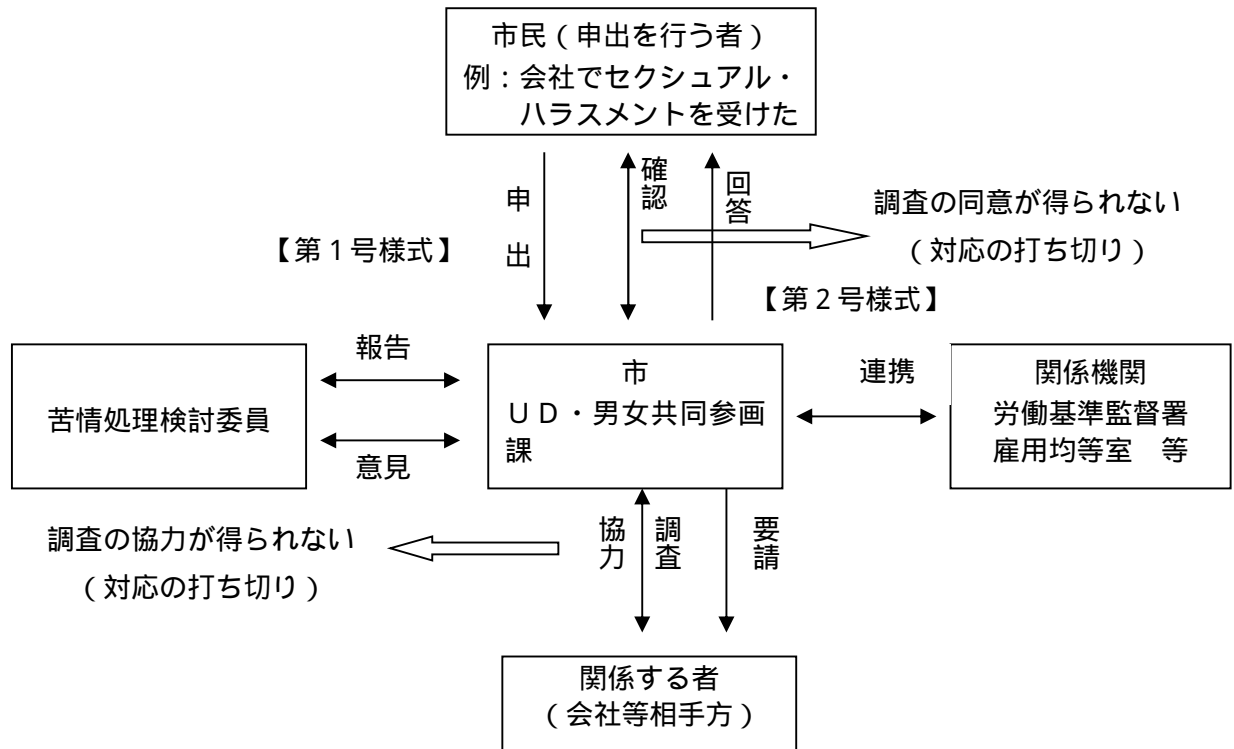 市民（申出を行う者）
例：会社でセクシュアル・
ハラスメントを受けた
申出
確認
回答
調査の同意が得られない
（対応の打ち切り）
【第１号様式】
【第２号様式】
苦情処理検討委員
報告
意見
市
ＵＤ・男女共同参画
課
連携
関係機関
労働基準監督署
雇用均等室　等
調査の協力が得られない
（対応の打ち切り）
協力
調査
要請
関係する者
（会社等相手方）